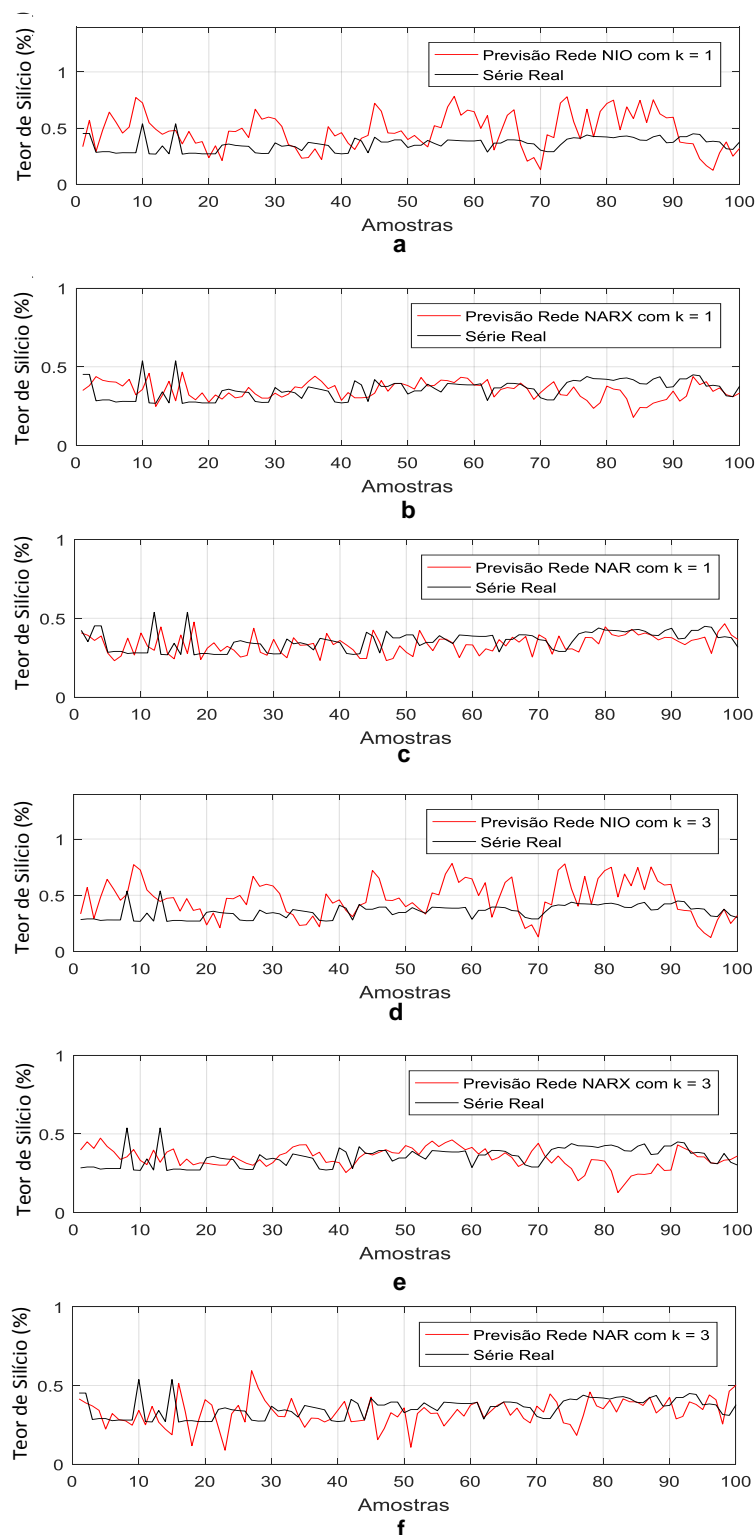 Teor de Silício (%)
1
0.5
0
Previsão Rede NIO com k = 1
Série Real
0 10 20 30 40 50 60 70 80 90 100
Amostras
a
Teor de Silício (%)
1
0.5
0
Previsão Rede NARX com k = 1
Série Real
0 10 20 30 40 50 60 70 80 90 100
Amostras
b
Teor de Silício (%)
1
0.5
0
Previsão Rede NAR com k = 1
Série Real
0 10 20 30 40 50 60 70 80 90 100
Amostras
c
Teor de Silício (%)
1
0.5
0
Previsão Rede NIO com k = 3
Série Real
0 10 20 30 40 50 60 70 80 90 100
Amostras
d
Teor de Silício (%)
1
0.5
0
Previsão Rede NARX com k = 3
Série Real
0 10 20 30 40 50 60 70 80 90 100
Amostras
e
Teor de Silício (%)
1
0.5
0
Previsão Rede NAR com k = 3
Série Real
0 10 20 30 40 50 60 70 80 90 100
Amostras
f